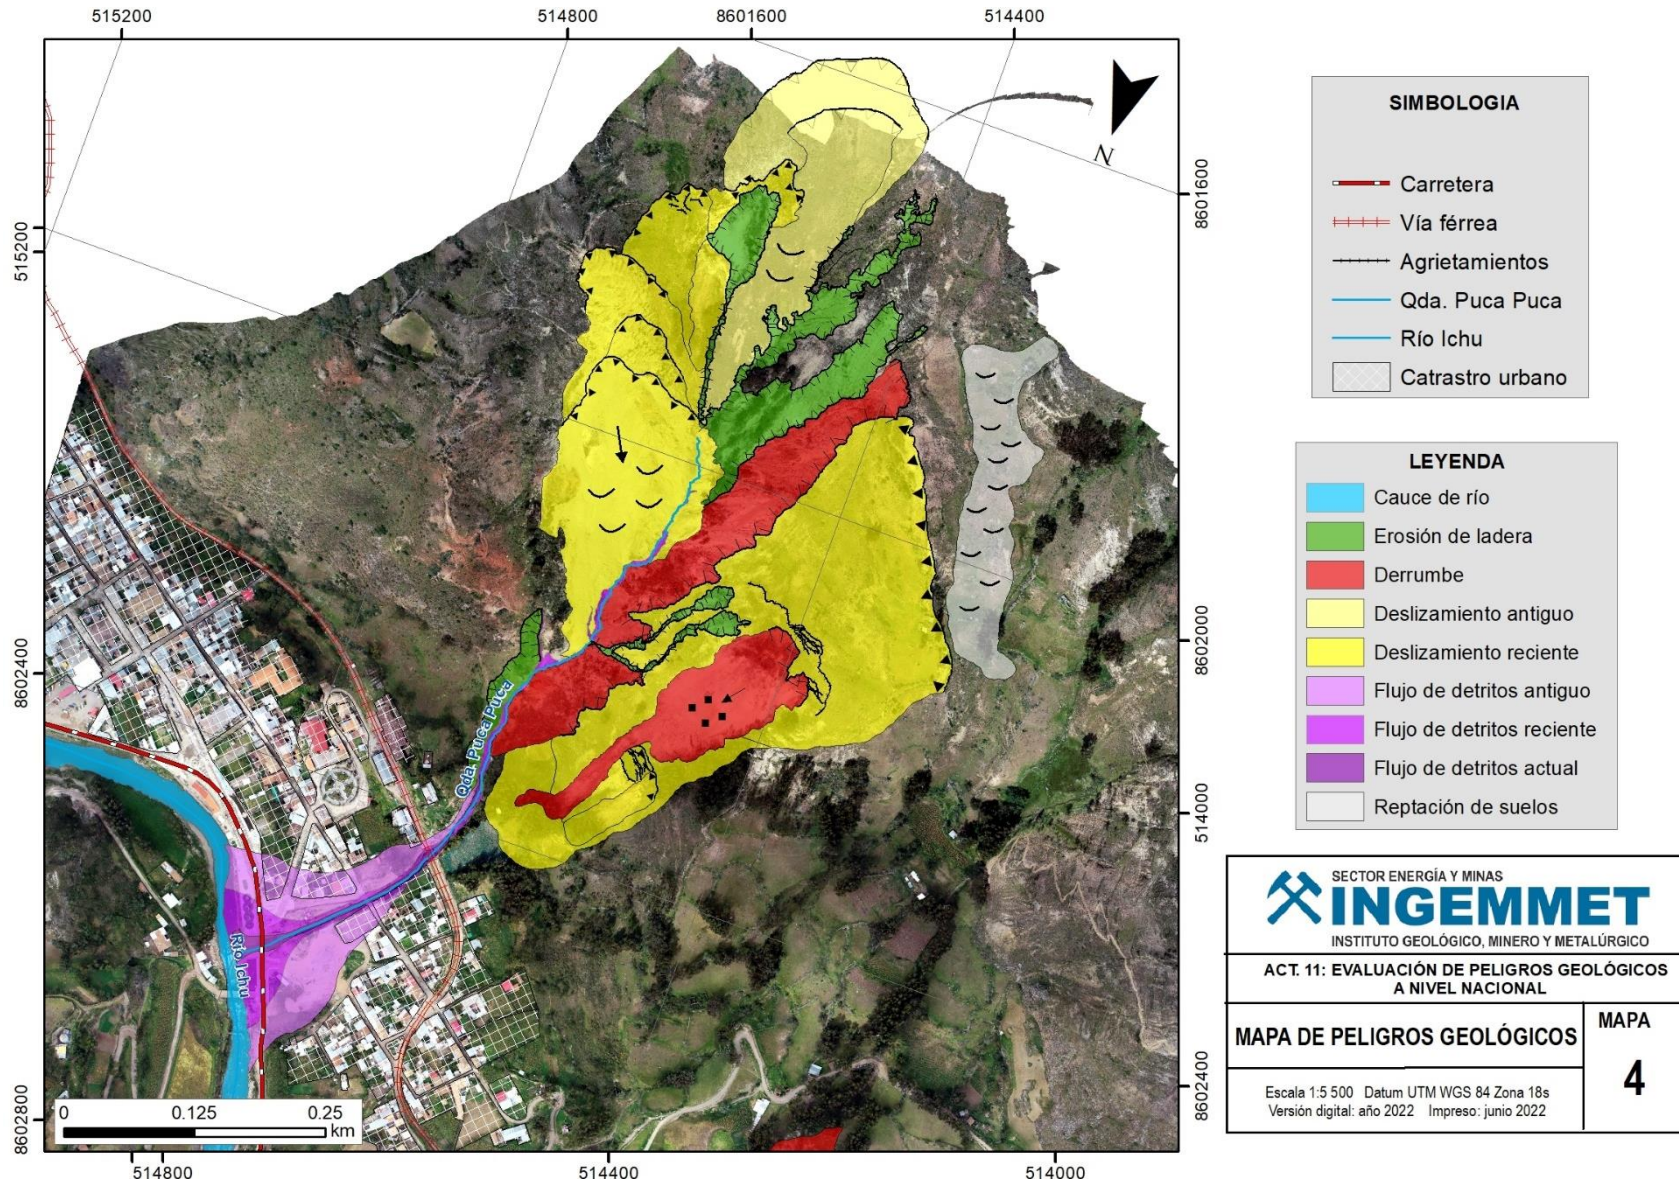 515200
514800
8601600
514400
515200
8602400
8602800
8601600
8602000
514000
8602400
514800
514400
514000
N
Qda. Puca Puca
Río Ichu
0 0.125 0.25
km
SIMBOLOGIA
Carretera
Vía férrea
Agrietamientos
Qda. Puca Puca
Río Ichu
Catrastro urbano
LEYENDA
Cauce de río
Erosión de ladera
Derrumbe
Deslizamiento antiguo
Deslizamiento reciente
Flujo de detritos antiguo
Flujo de detritos reciente
Flujo de detritos actual
Reptación de suelos
SECTOR ENERGÍA Y MINAS
INGEMMET
INSTITUTO GEOLÓGICO, MINERO Y METALÚRGICO
ACT. 11: EVALUACIÓN DE PELIGROS GEOLÓGICOS
A NIVEL NACIONAL
MAPA DE PELIGROS GEOLÓGICOS
MAPA
4
Escala 1:5 500 Datum UTM WGS 84 Zona 18s
Versión digital: año 2022 Impreso: junio 2022